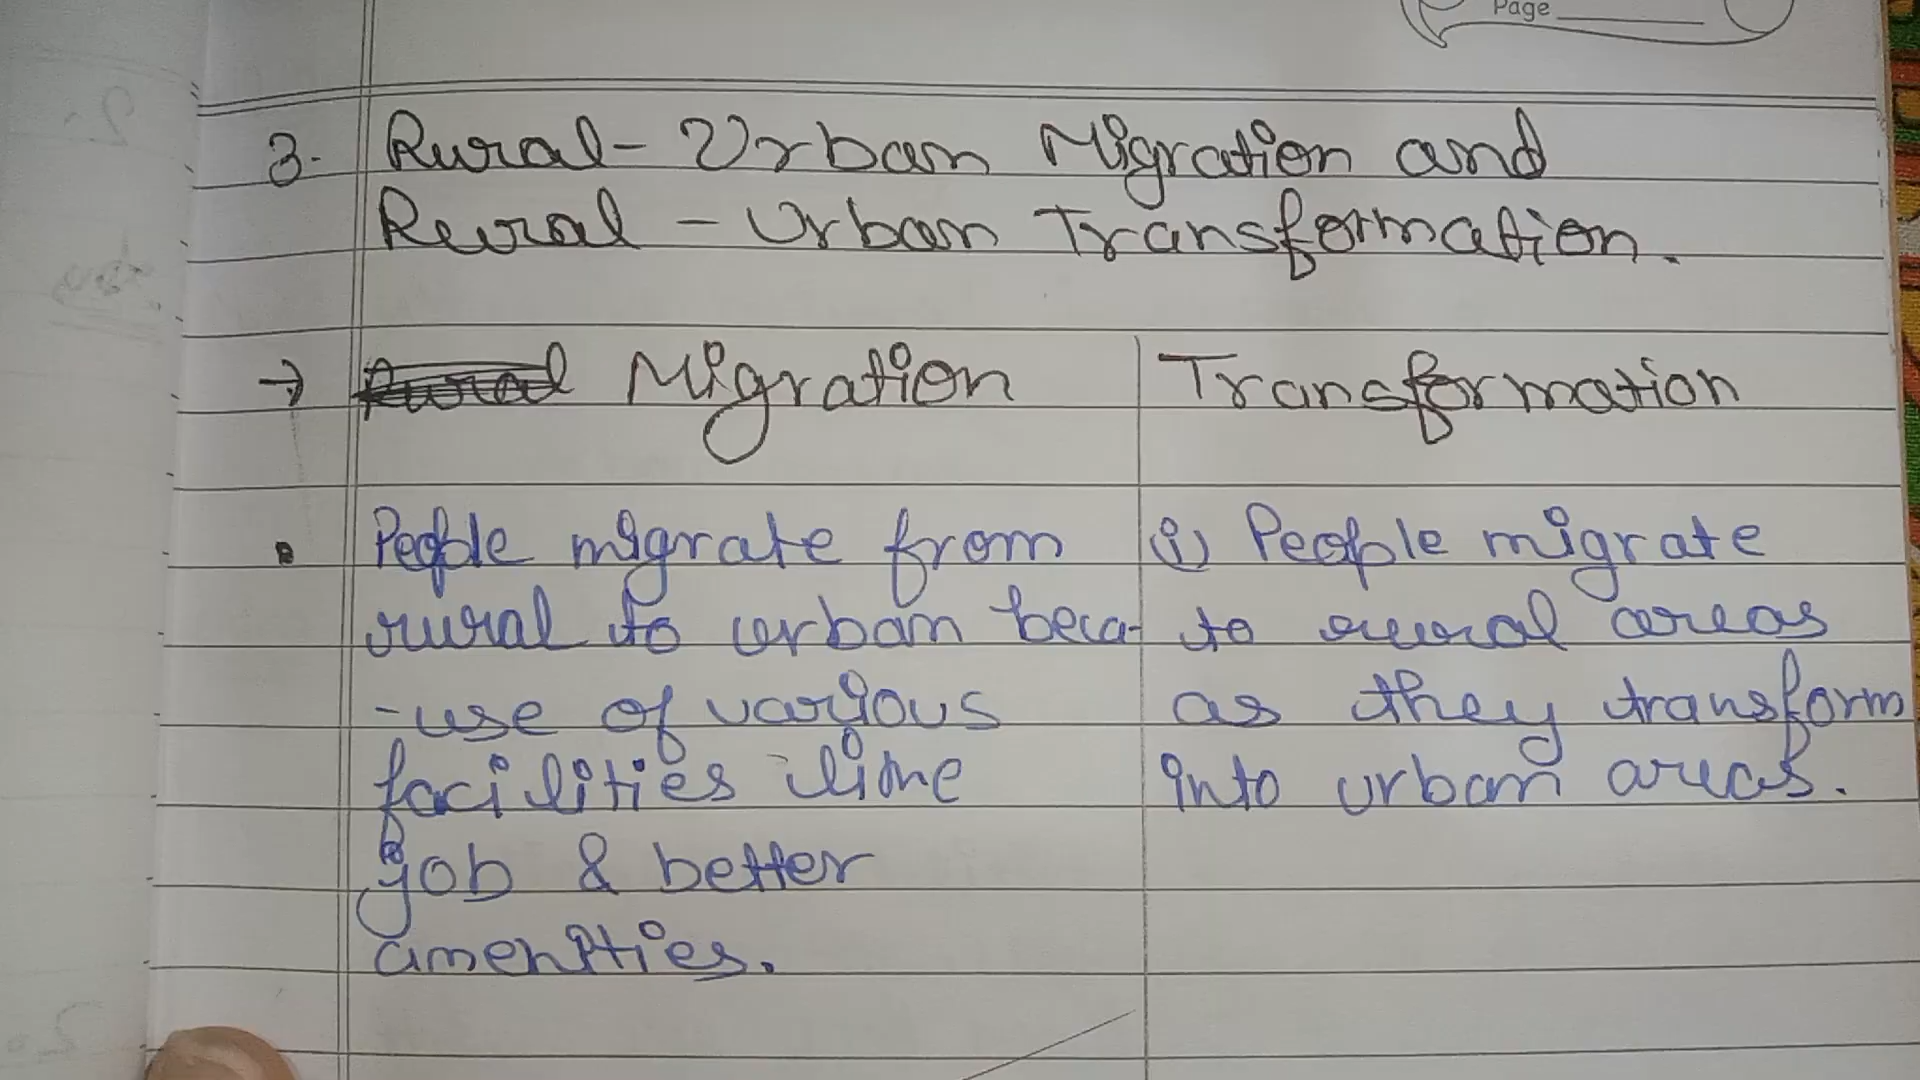 Page
3. Rural - Urban Migration and
Rural - Urban Transformation.
→ Migration
People migrate from
rural to urban beca-
-use of various
facilities like
job & better
amenities.
Transformation
(i) People migrate
to rural areas
as they transform
into urban areas.